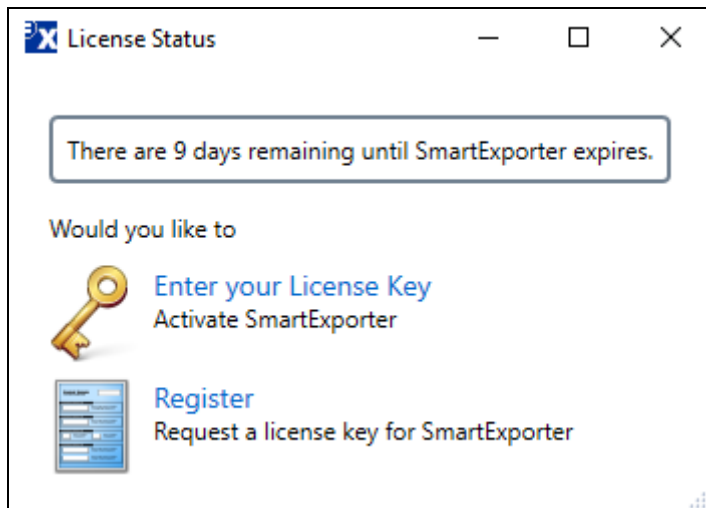 License Status
There are 9 days remaining until SmartExporter expires.
Would you like to
Enter your License Key
Activate SmartExporter
Register
Request a license key for SmartExporter